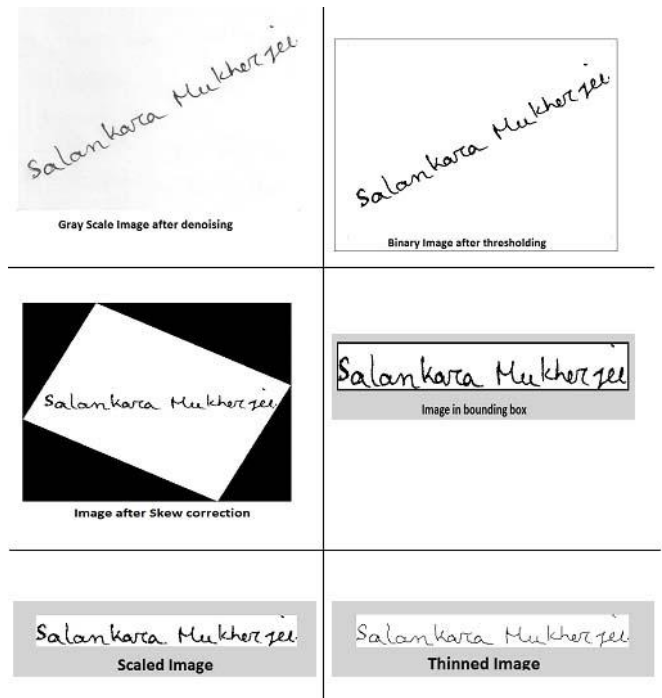 Salankara Mukherjee
Gray Scale Image after denoising
Salankara Mukherjee
Binary Image after thresholding
Salankara Mukherjee
Image after Skew correction
Salankara Mukherjee
Image in bounding box
Salankara Mukherjee
Scaled Image
Salankara Mukherjee
Thinned Image